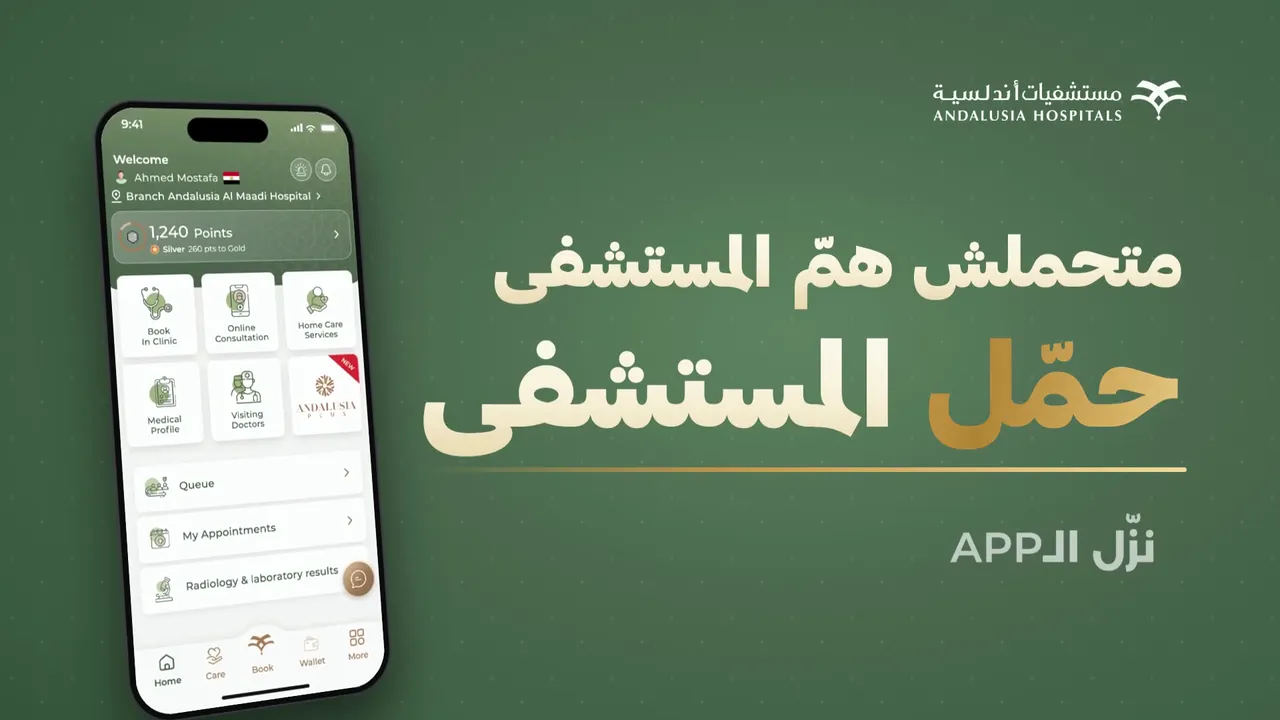 مستشفيات أندلسية
ANDALUSIA HOSPITALS
متحملش همّ المستشفى
حمّل المستشفى
نزّل الـAPP
9:41
Welcome
Ahmed Mostafa
Branch Andalusia Al Maadi Hospital
1,240 Points
Silver 260 pts to Gold
Book
In Clinic
Online
Consultation
Home Care
Services
Medical
Profile
Visiting
Doctors
NEW
ANDALUSIA
PLUS
Queue
My Appointments
Radiology & laboratory results
Home
Care
Book
Wallet
More